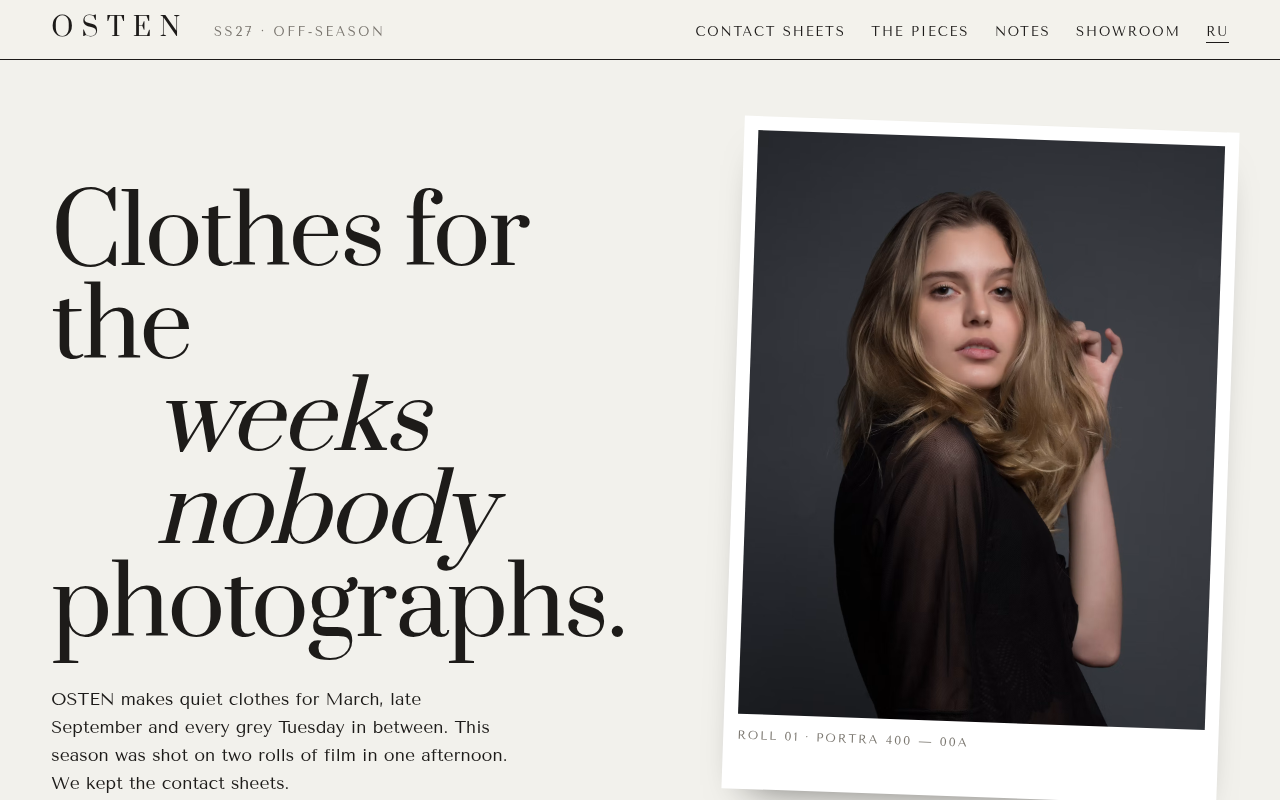 OSTEN
SS27 · OFF-SEASON
CONTACT SHEETS
THE PIECES
NOTES
SHOWROOM
RU
Clothes for
the
weeks
nobody
photographs.
OSTEN makes quiet clothes for March, late
September and every grey Tuesday in between. This
season was shot on two rolls of film in one afternoon.
We kept the contact sheets.
ROLL 01 · PORTRA 400 — 00A